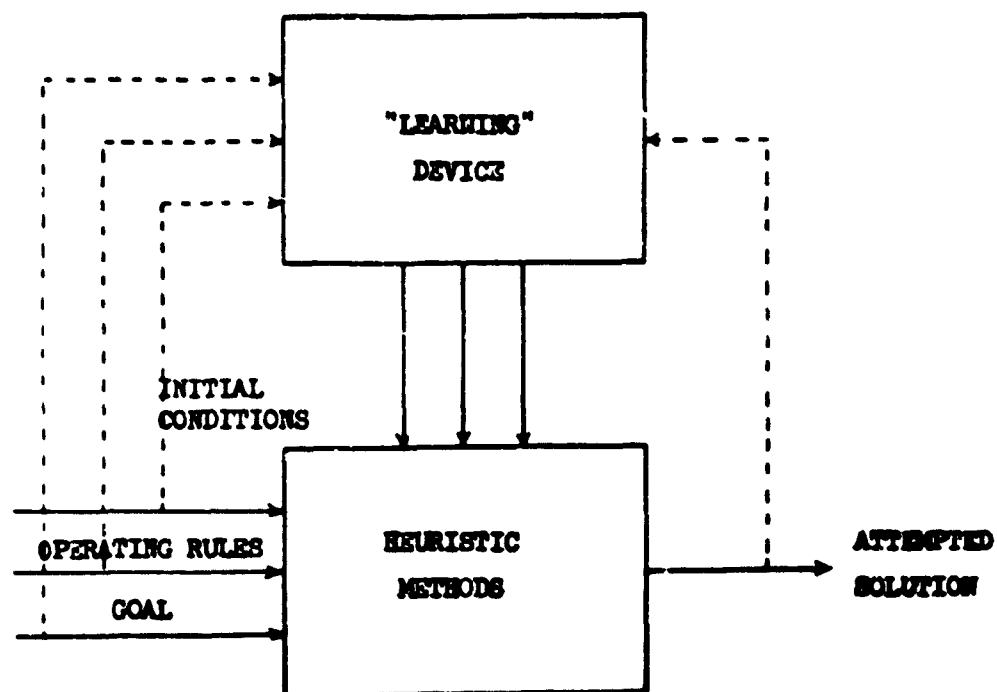 "LEARNING"
DEVICE
INITIAL
CONDITIONS
OPERATING RULES
GOAL
HEURISTIC
METHODS
ATTEMPTED
SOLUTION